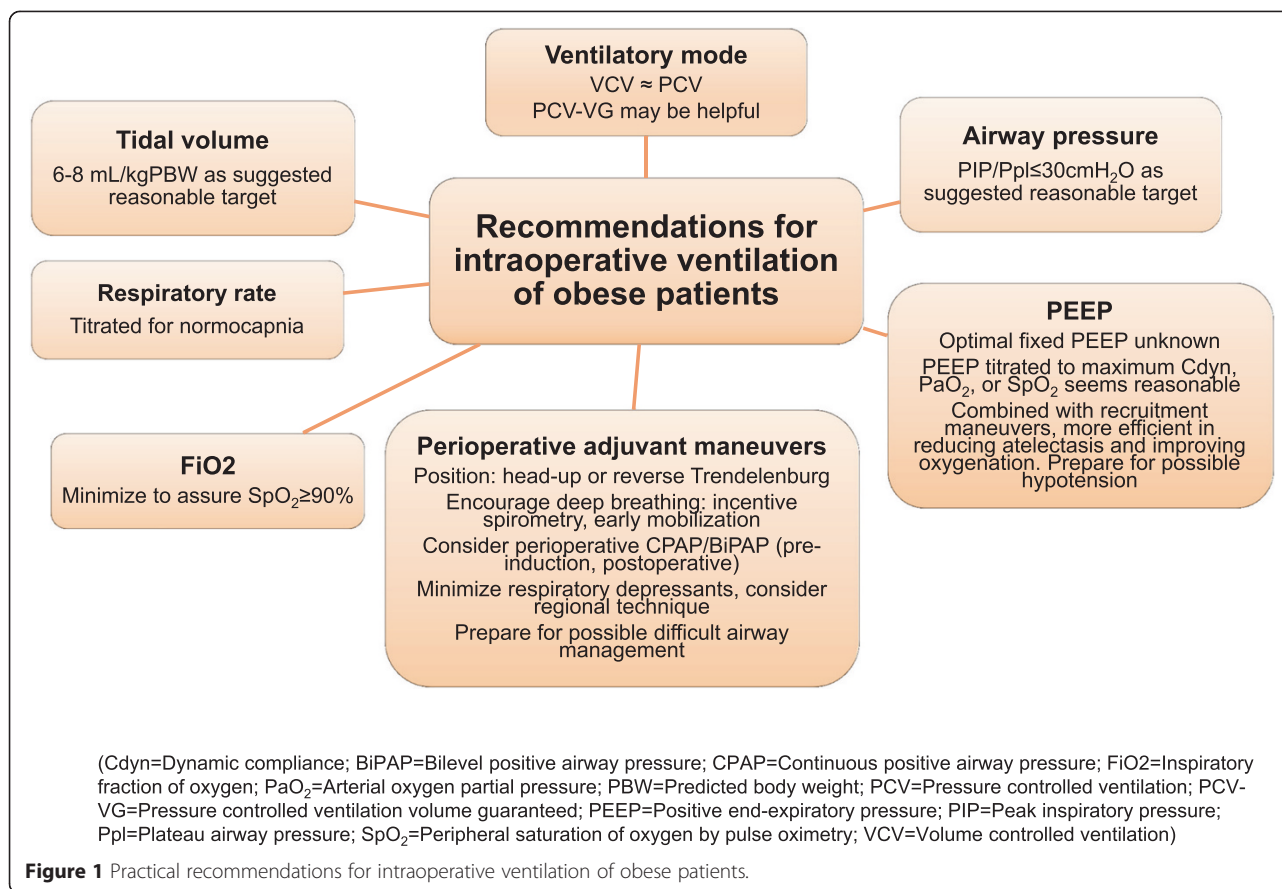 Ventilatory mode
VCV ≈ PCV
PCV-VG may be helpful
Tidal volume
6-8 mL/kgPBW as suggested
reasonable target
Airway pressure
PIP/Ppl≤30cmH₂O as
suggested reasonable target
Recommendations for
intraoperative ventilation
of obese patients
Respiratory rate
Titrated for normocapnia
PEEP
Optimal fixed PEEP unknown
PEEP titrated to maximum Cdyn,
PaO₂, or SpO₂ seems reasonable
Combined with recruitment
maneuvers, more efficient in
reducing atelectasis and improving
oxygenation. Prepare for possible
hypotension
FiO2
Minimize to assure SpO₂≥90%
Perioperative adjuvant maneuvers
Position: head-up or reverse Trendelenburg
Encourage deep breathing: incentive
spirometry, early mobilization
Consider perioperative CPAP/BiPAP (pre-
induction, postoperative)
Minimize respiratory depressants, consider
regional technique
Prepare for possible difficult airway
management
(Cdyn=Dynamic compliance; BiPAP=Bilevel positive airway pressure; CPAP=Continuous positive airway pressure; FiO2=Inspiratory
fraction of oxygen; PaO₂=Arterial oxygen partial pressure; PBW=Predicted body weight; PCV=Pressure controlled ventilation; PCV-
VG=Pressure controlled ventilation volume guaranteed; PEEP=Positive end-expiratory pressure; PIP=Peak inspiratory pressure;
Ppl=Plateau airway pressure; SpO₂=Peripheral saturation of oxygen by pulse oximetry; VCV=Volume controlled ventilation)
Figure 1 Practical recommendations for intraoperative ventilation of obese patients.